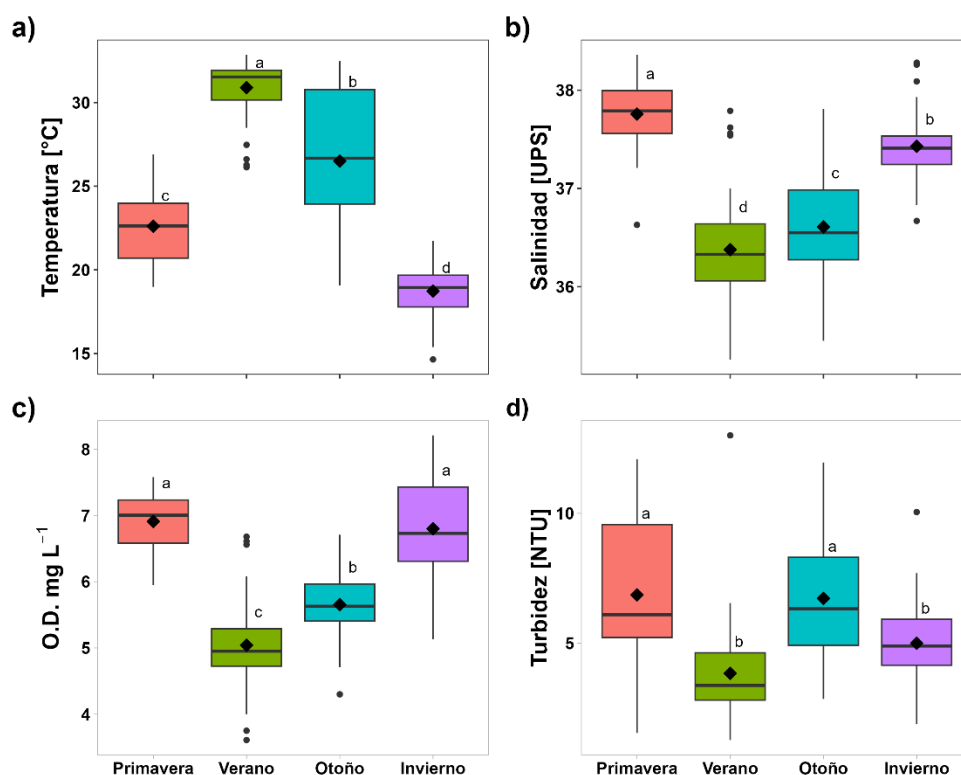 a)
Temperatura [°C]
30
25
20
15
a
b
c
d
b)
Salinidad [UPS]
38
37
36
a
b
c
d
c)
O.D. mg L⁻¹
8
7
6
5
4
a
a
b
c
Primavera Verano Otoño Invierno
d)
Turbidez [NTU]
10
5
a
a
b
b
Primavera Verano Otoño Invierno